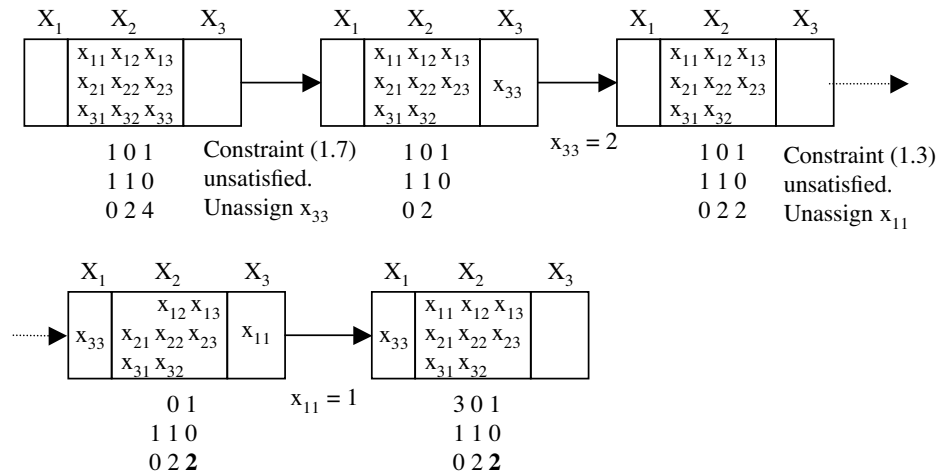 X1 X2 X3 X1 X2 X3 X1 X2 X3
x11 x12 x13 x11 x12 x13 x11 x12 x13
x21 x22 x23 x21 x22 x23 x33 x21 x22 x23
x31 x32 x33 x31 x32 x31 x32
x33 = 2
1 0 1 Constraint (1.7) 1 0 1 1 0 1 Constraint (1.3)
1 1 0 unsatisfied. 1 1 0 1 1 0 unsatisfied.
0 2 4 Unassign x33 0 2 0 2 2 Unassign x11
X1 X2 X3 X1 X2 X3
x12 x13 x11 x12 x13
x33 x21 x22 x23 x11 x33 x21 x22 x23
x31 x32 x31 x32
0 1 x11 = 1 3 0 1
1 1 0 1 1 0
0 2 2 0 2 2